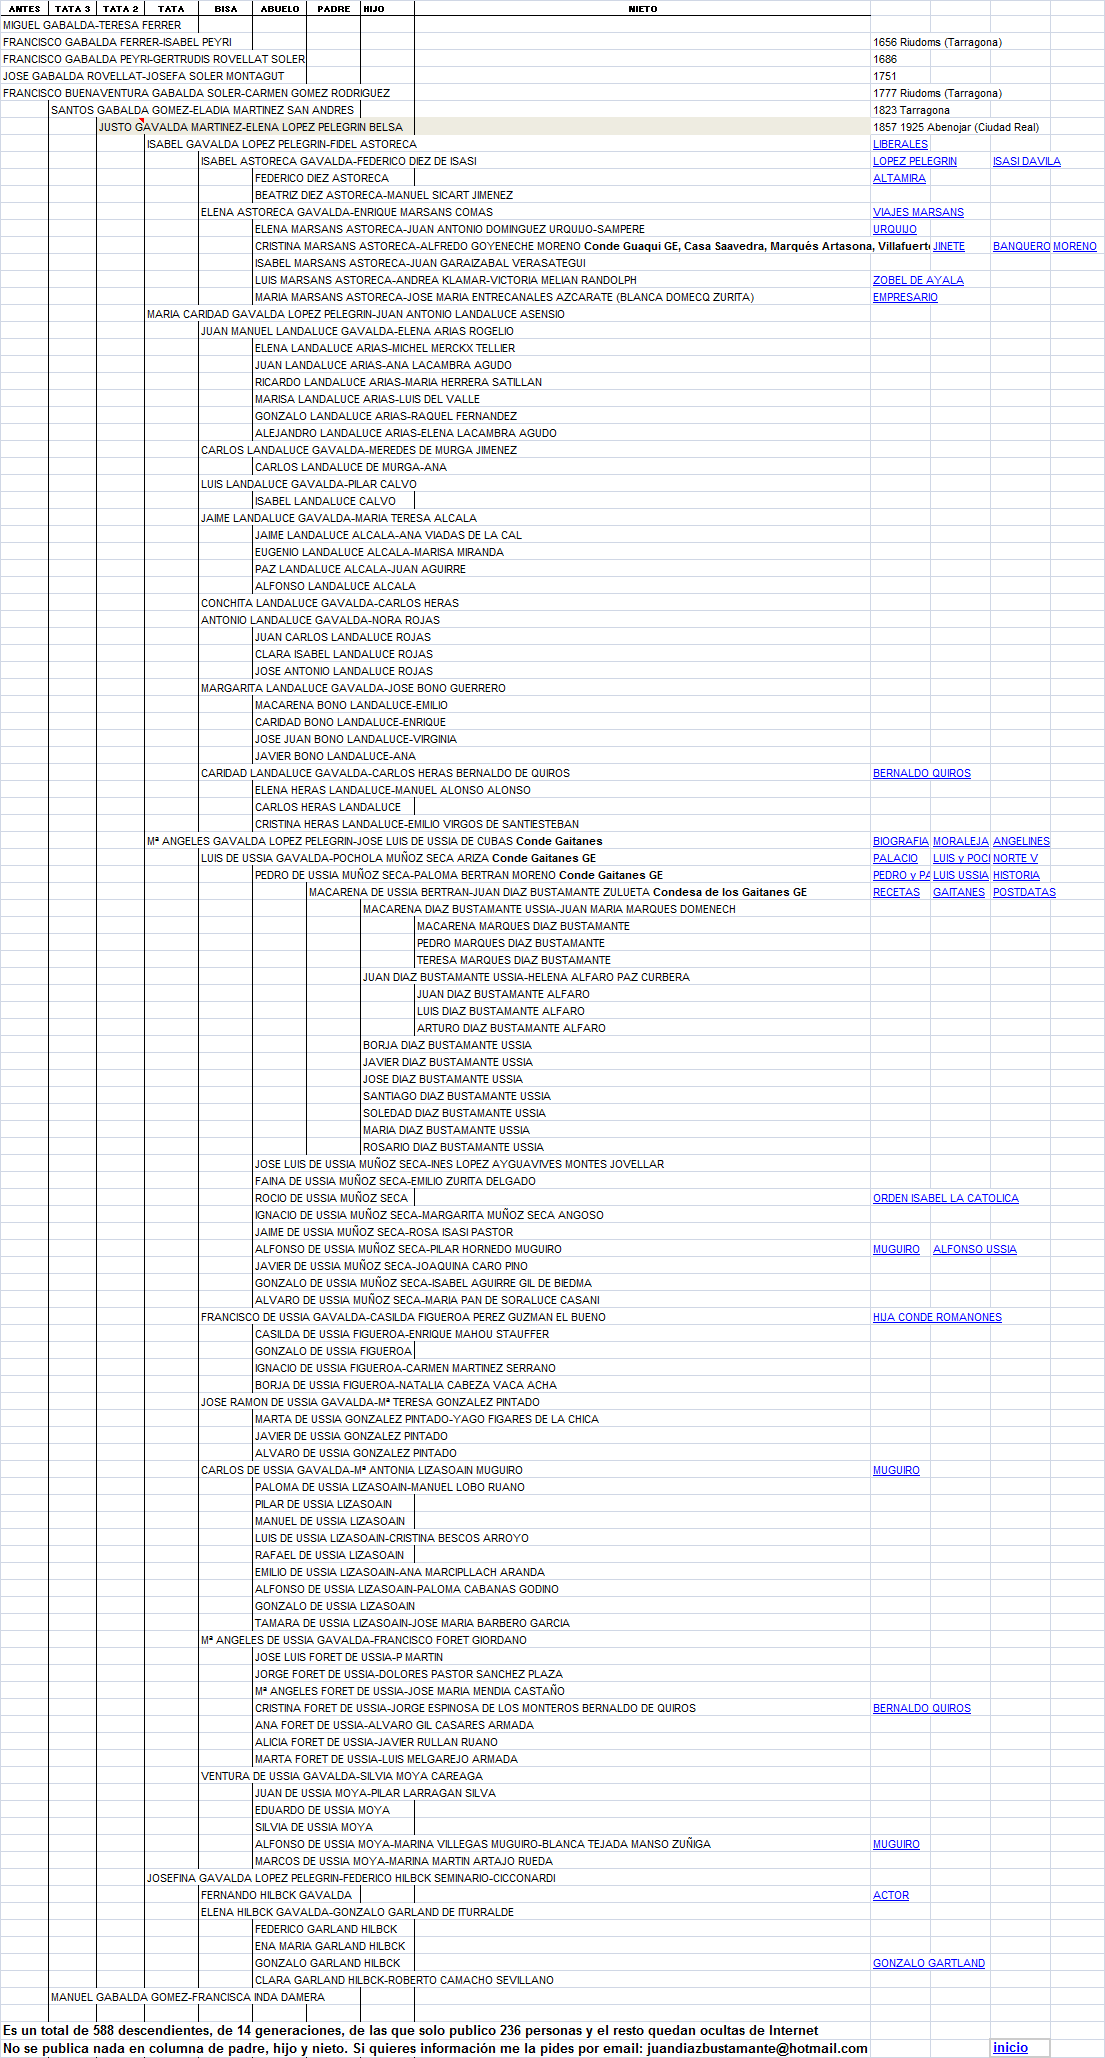 ANTES TATA 3 TATA 2 TATA BISA ABUELO PADRE HIJO NIETO
MIGUEL GABALDA-TERESA FERRER
FRANCISCO GABALDA FERRER-ISABEL PEYRI 1656 Riudoms (Tarragona)
FRANCISCO GABALDA PEYRI-GERTRUDIS ROVELLAT SOLER 1686
JOSE GABALDA ROVELLAT-JOSEFA SOLER MONTAGUT 1751
FRANCISCO BUENAVENTURA GABALDA SOLER-CARMEN GOMEZ RODRIGUEZ 1777 Riudoms (Tarragona)
SANTOS GABALDA GOMEZ-ELADIA MARTINEZ SAN ANDRES 1823 Tarragona
JUSTO GAVALDA MARTINEZ-ELENA LOPEZ PELEGRIN BELSA 1857 1925 Abenojar (Ciudad Real)
ISABEL GAVALDA LOPEZ PELEGRIN-FIDEL ASTORECA LIBERALES
ISABEL ASTORECA GAVALDA-FEDERICO DIEZ DE ISASI LOPEZ PELEGRIN ISASI DAVILA
FEDERICO DIEZ ASTORECA ALTAMIRA
BEATRIZ DIEZ ASTORECA-MANUEL SICART JIMENEZ
ELENA ASTORECA GAVALDA-ENRIQUE MARSANS COMAS VIAJES MARSANS
ELENA MARSANS ASTORECA-JUAN ANTONIO DOMINGUEZ URQUIJO-SAMPERE URQUIJO
CRISTINA MARSANS ASTORECA-ALFREDO GOYENECHE MORENO Conde Guaqui GE, Casa Saavedra, Marqués Artasona, Villafuert JINETE BANQUERO MORENO
ISABEL MARSANS ASTORECA-JUAN GARAIZABAL VERASATEGUI
LUIS MARSANS ASTORECA-ANDREA KLAMAR-VICTORIA MELIAN RANDOLPH ZOBEL DE AYALA
MARIA MARSANS ASTORECA-JOSE MARIA ENTRECANALES AZCARATE (BLANCA DOMECQ ZURITA) EMPRESARIO
MARIA CARIDAD GAVALDA LOPEZ PELEGRIN-JUAN ANTONIO LANDALUCE ASENSIO
JUAN MANUEL LANDALUCE GAVALDA-ELENA ARIAS ROGELIO
ELENA LANDALUCE ARIAS-MICHEL MERCKX TELLIER
JUAN LANDALUCE ARIAS-ANA LACAMBRA AGUDO
RICARDO LANDALUCE ARIAS-MARIA HERRERA SATILLAN
MARISA LANDALUCE ARIAS-LUIS DEL VALLE
GONZALO LANDALUCE ARIAS-RAQUEL FERNANDEZ
ALEJANDRO LANDALUCE ARIAS-ELENA LACAMBRA AGUDO
CARLOS LANDALUCE GAVALDA-MEREDES DE MURGA JIMENEZ
CARLOS LANDALUCE DE MURGA-ANA
LUIS LANDALUCE GAVALDA-PILAR CALVO
ISABEL LANDALUCE CALVO
JAIME LANDALUCE GAVALDA-MARIA TERESA ALCALA
JAIME LANDALUCE ALCALA-ANA VIADAS DE LA CAL
EUGENIO LANDALUCE ALCALA-MARISA MIRANDA
PAZ LANDALUCE ALCALA-JUAN AGUIRRE
ALFONSO LANDALUCE ALCALA
CONCHITA LANDALUCE GAVALDA-CARLOS HERAS
ANTONIO LANDALUCE GAVALDA-NORA ROJAS
JUAN CARLOS LANDALUCE ROJAS
CLARA ISABEL LANDALUCE ROJAS
JOSE ANTONIO LANDALUCE ROJAS
MARGARITA LANDALUCE GAVALDA-JOSE BONO GUERRERO
MACARENA BONO LANDALUCE-EMILIO
CARIDAD BONO LANDALUCE-ENRIQUE
JOSE JUAN BONO LANDALUCE-VIRGINIA
JAVIER BONO LANDALUCE-ANA
CARIDAD LANDALUCE GAVALDA-CARLOS HERAS BERNALDO DE QUIROS BERNALDO QUIROS
ELENA HERAS LANDALUCE-MANUEL ALONSO ALONSO
CARLOS HERAS LANDALUCE
CRISTINA HERAS LANDALUCE-EMILIO VIRGOS DE SANTIESTEBAN
Mª ANGELES GAVALDA LOPEZ PELEGRIN-JOSE LUIS DE USSIA DE CUBAS Conde Gaitanes BIOGRAFIA MORALEJA ANGELINES
LUIS DE USSIA GAVALDA-POCHOLA MUÑOZ SECA ARIZA Conde Gaitanes GE PALACIO LUIS y POCI NORTE V
PEDRO DE USSIA MUÑOZ SECA-PALOMA BERTRAN MORENO Conde Gaitanes GE PEDRO y PA LUIS USSIA HISTORIA
MACARENA DE USSIA BERTRAN-JUAN DIAZ BUSTAMANTE ZULUETA Condesa de los Gaitanes GE RECETAS GAITANES POSTDATAS
MACARENA DIAZ BUSTAMANTE USSIA-JUAN MARIA MARQUES DOMENECH
MACARENA MARQUES DIAZ BUSTAMANTE
PEDRO MARQUES DIAZ BUSTAMANTE
TERESA MARQUES DIAZ BUSTAMANTE
JUAN DIAZ BUSTAMANTE USSIA-HELENA ALFARO PAZ CURBERA
JUAN DIAZ BUSTAMANTE ALFARO
LUIS DIAZ BUSTAMANTE ALFARO
ARTURO DIAZ BUSTAMANTE ALFARO
BORJA DIAZ BUSTAMANTE USSIA
JAVIER DIAZ BUSTAMANTE USSIA
JOSE DIAZ BUSTAMANTE USSIA
SANTIAGO DIAZ BUSTAMANTE USSIA
SOLEDAD DIAZ BUSTAMANTE USSIA
MARIA DIAZ BUSTAMANTE USSIA
ROSARIO DIAZ BUSTAMANTE USSIA
JOSE LUIS DE USSIA MUÑOZ SECA-INES LOPEZ AYGUAVIVES MONTES JOVELLAR
FAINA DE USSIA MUÑOZ SECA-EMILIO ZURITA DELGADO
ROCIO DE USSIA MUÑOZ SECA ORDEN ISABEL LA CATOLICA
IGNACIO DE USSIA MUÑOZ SECA-MARGARITA MUÑOZ SECA ANGOSO
JAIME DE USSIA MUÑOZ SECA-ROSA ISASI PASTOR
ALFONSO DE USSIA MUÑOZ SECA-PILAR HORNEDO MUGUIRO MUGUIRO ALFONSO USSIA
JAVIER DE USSIA MUÑOZ SECA-JOAQUINA CARO PINO
GONZALO DE USSIA MUÑOZ SECA-ISABEL AGUIRRE GIL DE BIEDMA
ALVARO DE USSIA MUÑOZ SECA-MARIA PAN DE SORALUCE CASANI
FRANCISCO DE USSIA GAVALDA-CASILDA FIGUEROA PEREZ GUZMAN EL BUENO HIJA CONDE ROMANONES
CASILDA DE USSIA FIGUEROA-ENRIQUE MAHOU STAUFFER
GONZALO DE USSIA FIGUEROA
IGNACIO DE USSIA FIGUEROA-CARMEN MARTINEZ SERRANO
BORJA DE USSIA FIGUEROA-NATALIA CABEZA VACA ACHA
JOSE RAMON DE USSIA GAVALDA-Mª TERESA GONZALEZ PINTADO
MARTA DE USSIA GONZALEZ PINTADO-YAGO FIGARES DE LA CHICA
JAVIER DE USSIA GONZALEZ PINTADO
ALVARO DE USSIA GONZALEZ PINTADO
CARLOS DE USSIA GAVALDA-Mª ANTONIA LIZASOAIN MUGUIRO MUGUIRO
PALOMA DE USSIA LIZASOAIN-MANUEL LOBO RUANO
PILAR DE USSIA LIZASOAIN
MANUEL DE USSIA LIZASOAIN
LUIS DE USSIA LIZASOAIN-CRISTINA BESCOS ARROYO
RAFAEL DE USSIA LIZASOAIN
EMILIO DE USSIA LIZASOAIN-ANA MARCIPLLACH ARANDA
ALFONSO DE USSIA LIZASOAIN-PALOMA CABANAS GODINO
GONZALO DE USSIA LIZASOAIN
TAMARA DE USSIA LIZASOAIN-JOSE MARIA BARBERO GARCIA
Mª ANGELES DE USSIA GAVALDA-FRANCISCO FORET GIORDANO
JOSE LUIS FORET DE USSIA-P MARTIN
JORGE FORET DE USSIA-DOLORES PASTOR SANCHEZ PLAZA
Mª ANGELES FORET DE USSIA-JOSE MARIA MENDIA CASTAÑO
CRISTINA FORET DE USSIA-JORGE ESPINOSA DE LOS MONTEROS BERNALDO DE QUIROS BERNALDO QUIROS
ANA FORET DE USSIA-ALVARO GIL CASARES ARMADA
ALICIA FORET DE USSIA-JAVIER RULLAN RUANO
MARTA FORET DE USSIA-LUIS MELGAREJO ARMADA
VENTURA DE USSIA GAVALDA-SILVIA MOYA CAREAGA
JUAN DE USSIA MOYA-PILAR LARRAGAN SILVA
EDUARDO DE USSIA MOYA
SILVIA DE USSIA MOYA
ALFONSO DE USSIA MOYA-MARINA VILLEGAS MUGUIRO-BLANCA TEJADA MANSO ZUÑIGA MUGUIRO
MARCOS DE USSIA MOYA-MARINA MARTIN ARTAJO RUEDA
JOSEFINA GAVALDA LOPEZ PELEGRIN-FEDERICO HILBCK SEMINARIO-CICCONARDI
FERNANDO HILBCK GAVALDA ACTOR
ELENA HILBCK GAVALDA-GONZALO GARLAND DE ITURRALDE
FEDERICO GARLAND HILBCK
ENA MARIA GARLAND HILBCK
GONZALO GARLAND HILBCK GONZALO GARTLAND
CLARA GARLAND HILBCK-ROBERTO CAMACHO SEVILLANO
MANUEL GABALDA GOMEZ-FRANCISCA INDA DAMERA
Es un total de 588 descendientes, de 14 generaciones, de las que solo publico 236 personas y el resto quedan ocultas de Internet
No se publica nada en columna de padre, hijo y nieto. Si quieres información me la pides por email: juandiazbustamante@hotmail.com inicio